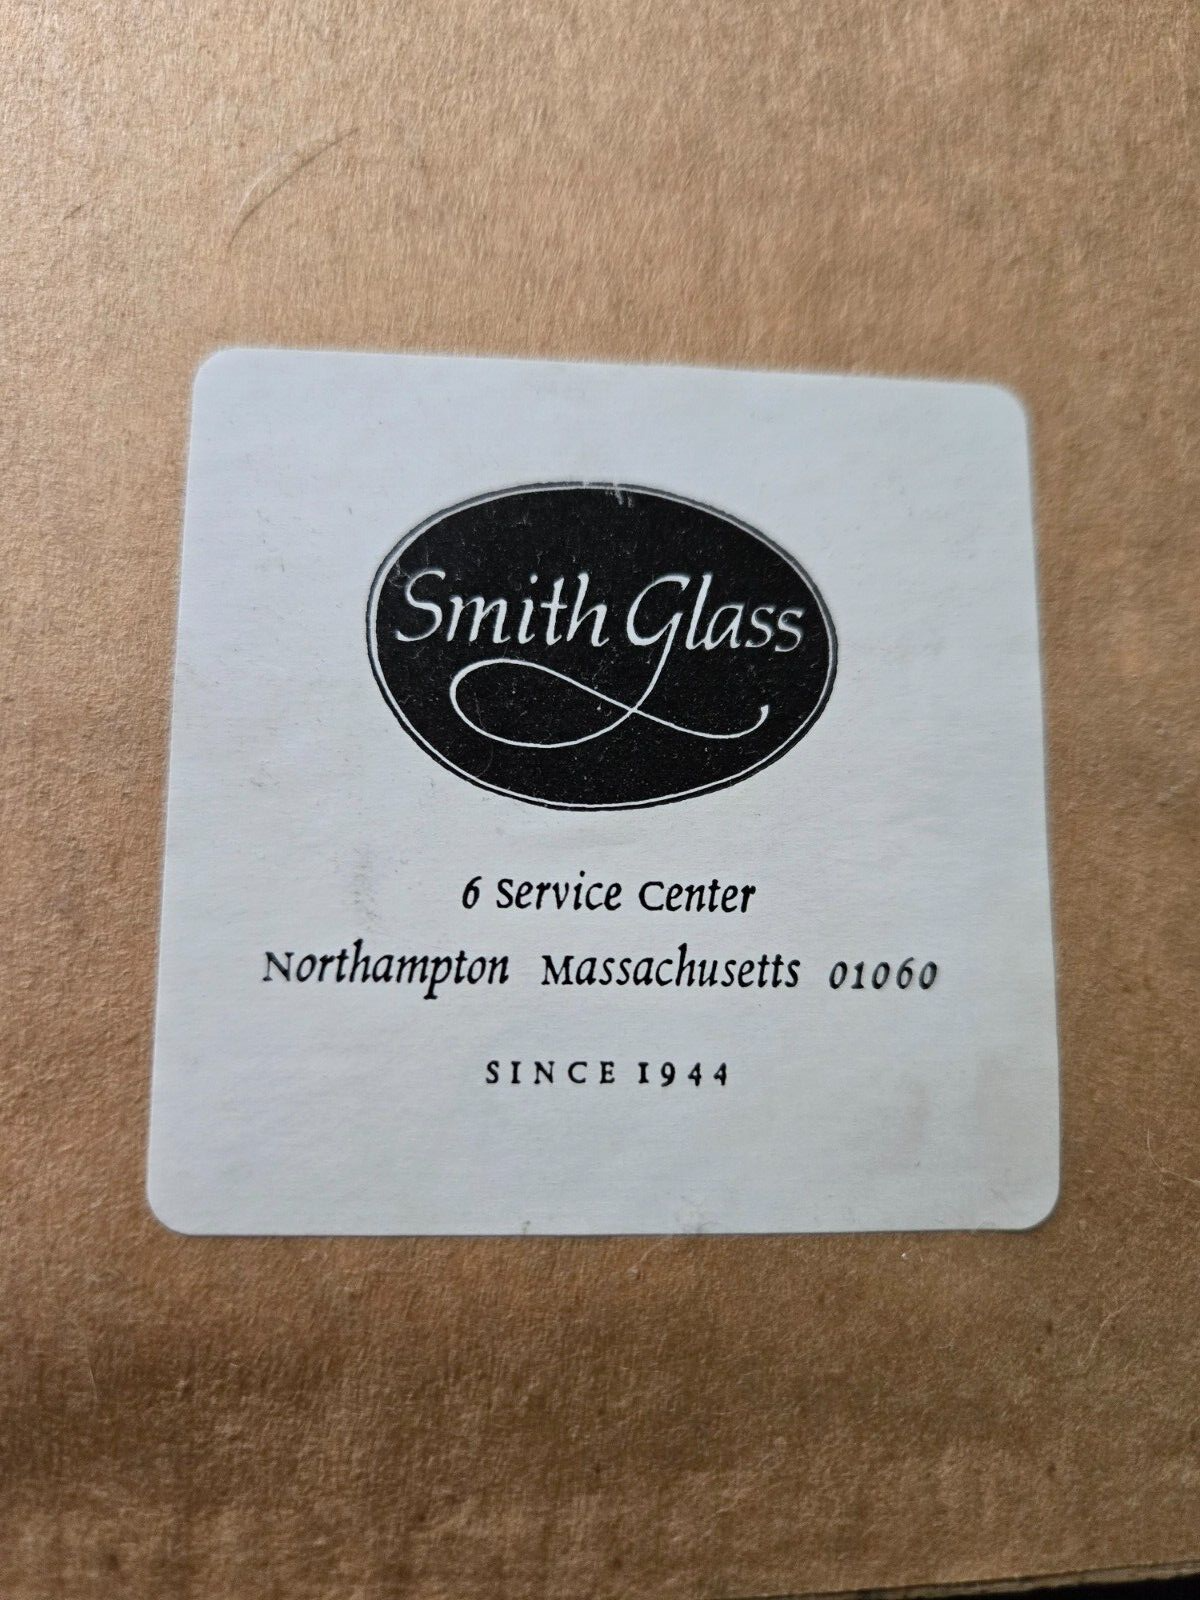 Smith Glass
6 Service Center
Northampton Massachusetts 01060
SINCE 1944